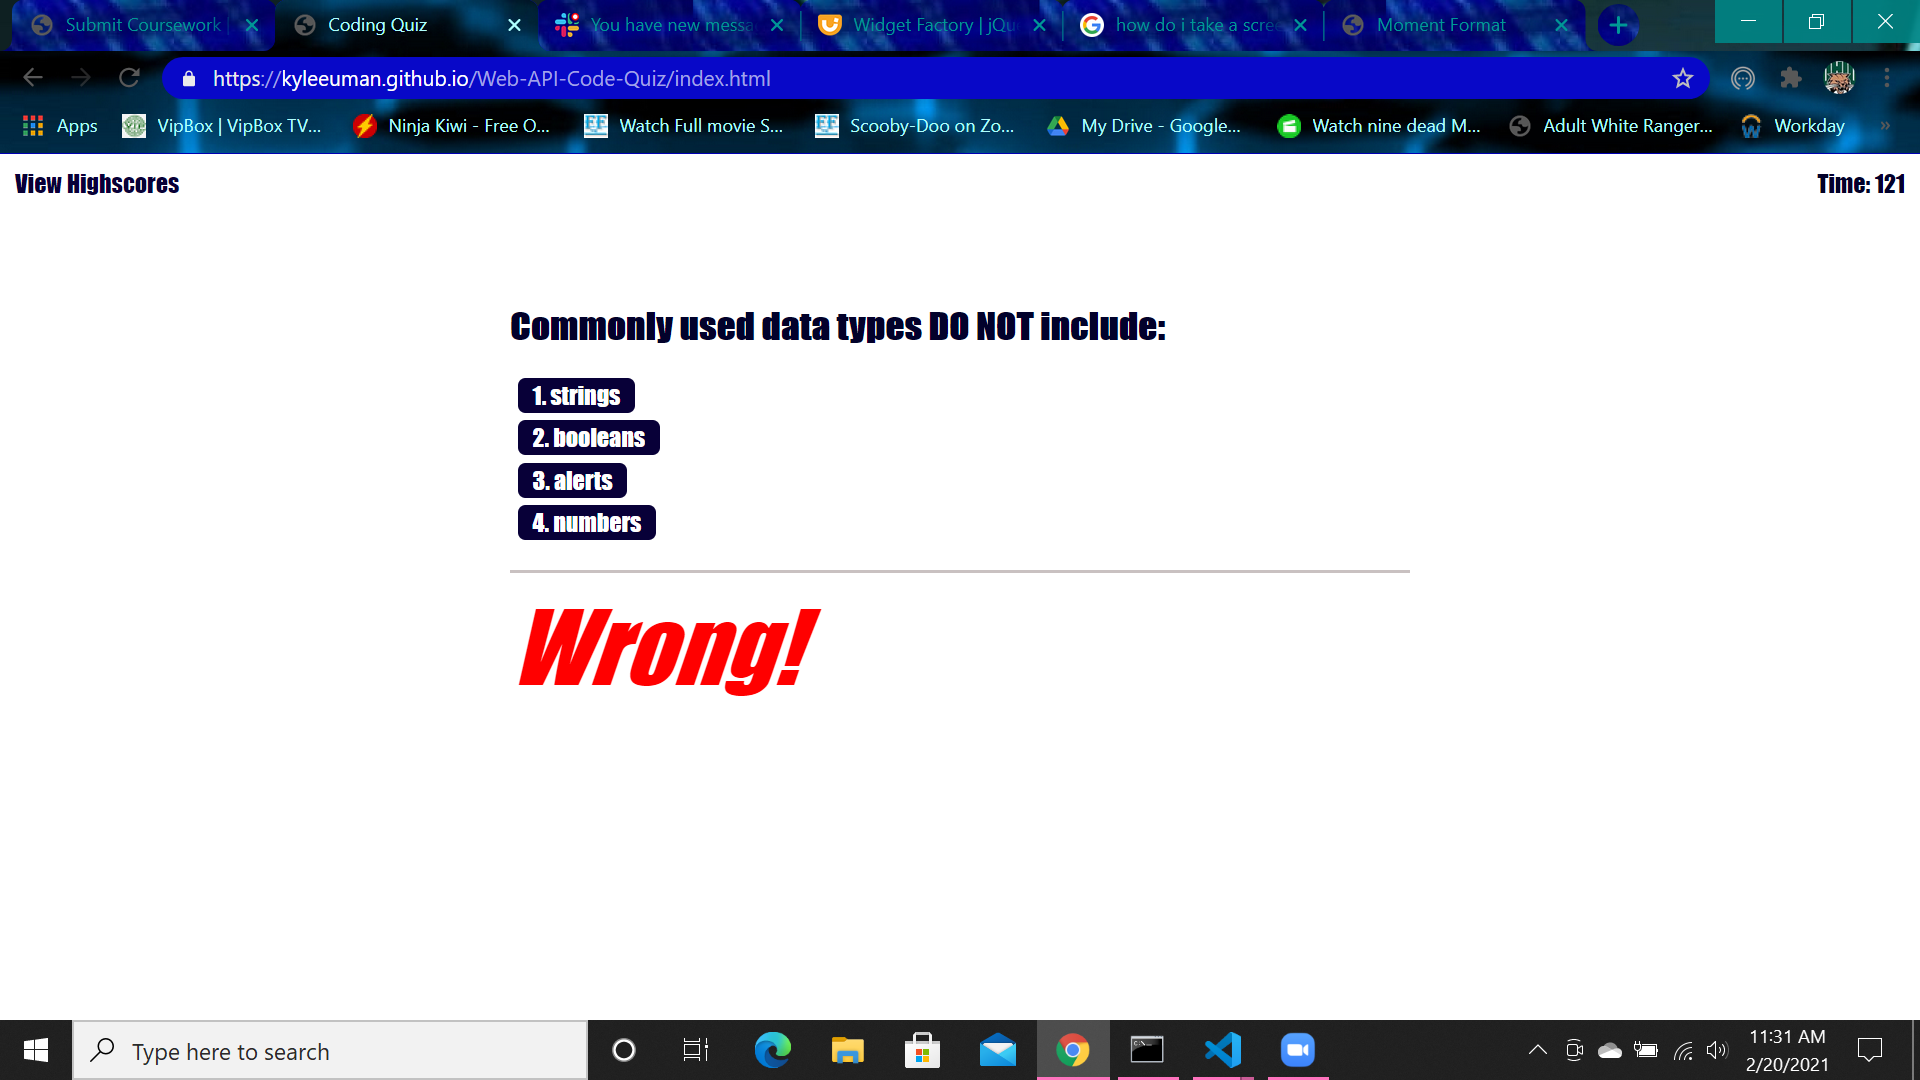 Submit Coursework
Coding Quiz
You have new messa
Widget Factory | jQu
how do i take a scree
Moment Format
https://kyleeuman.github.io/Web-API-Code-Quiz/index.html
Apps
VipBox | VipBox TV...
Ninja Kiwi - Free O...
Watch Full movie S...
Scooby-Doo on Zo...
My Drive - Google...
Watch nine dead M...
Adult White Ranger...
Workday
»
View Highscores
Time: 121
Commonly used data types DO NOT include:
1. strings
2. booleans
3. alerts
4. numbers
Wrong!
Type here to search
11:31 AM
2/20/2021